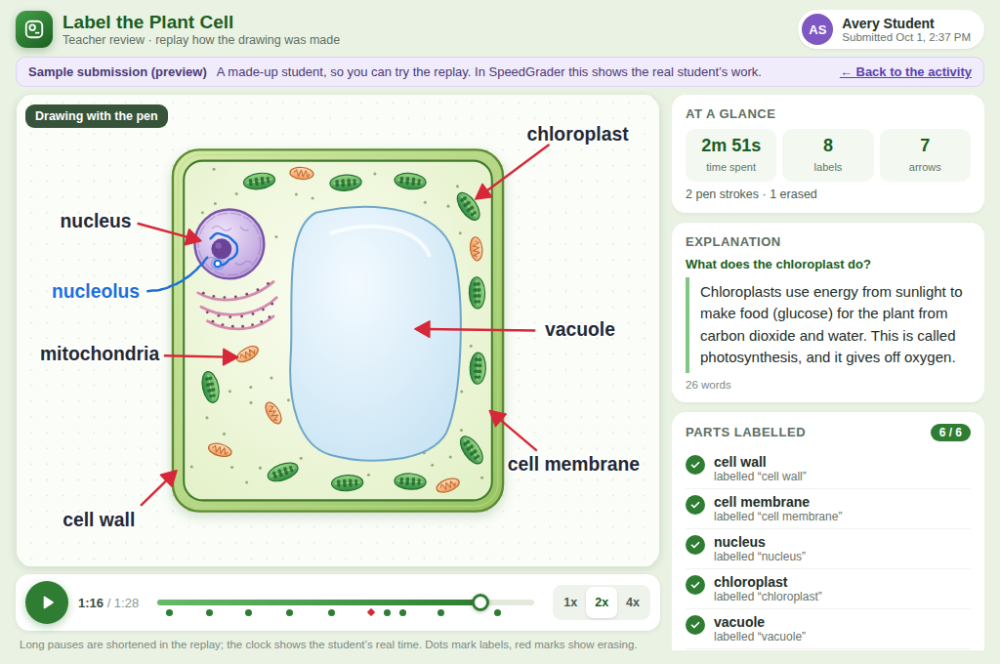 Label the Plant Cell
Teacher review · replay how the drawing was made
AS
Avery Student
Submitted Oct 1, 2:37 PM
Sample submission (preview) A made-up student, so you can try the replay. In SpeedGrader this shows the real student's work.
← Back to the activity
Drawing with the pen
chloroplast
nucleus
nucleolus
vacuole
mitochondria
cell membrane
cell wall
1:16 / 1:28
1x 2x 4x
Long pauses are shortened in the replay; the clock shows the student's real time. Dots mark labels, red marks show erasing.
AT A GLANCE
2m 51s
time spent
8
labels
7
arrows
2 pen strokes · 1 erased
EXPLANATION
What does the chloroplast do?
Chloroplasts use energy from sunlight to
make food (glucose) for the plant from
carbon dioxide and water. This is called
photosynthesis, and it gives off oxygen.
26 words
PARTS LABELLED 6 / 6
cell wall
labelled “cell wall”
cell membrane
labelled “cell membrane”
nucleus
labelled “nucleus”
chloroplast
labelled “chloroplast”
vacuole
labelled “vacuole”